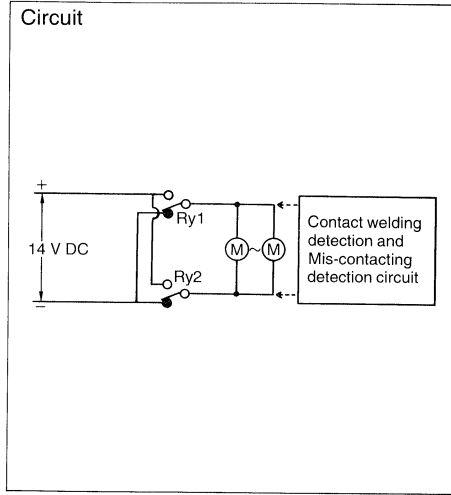 Circuit
+
Ry1
14 V DC
M ~ M
Ry2
−
Contact welding
detection and
Mis-contacting
detection circuit